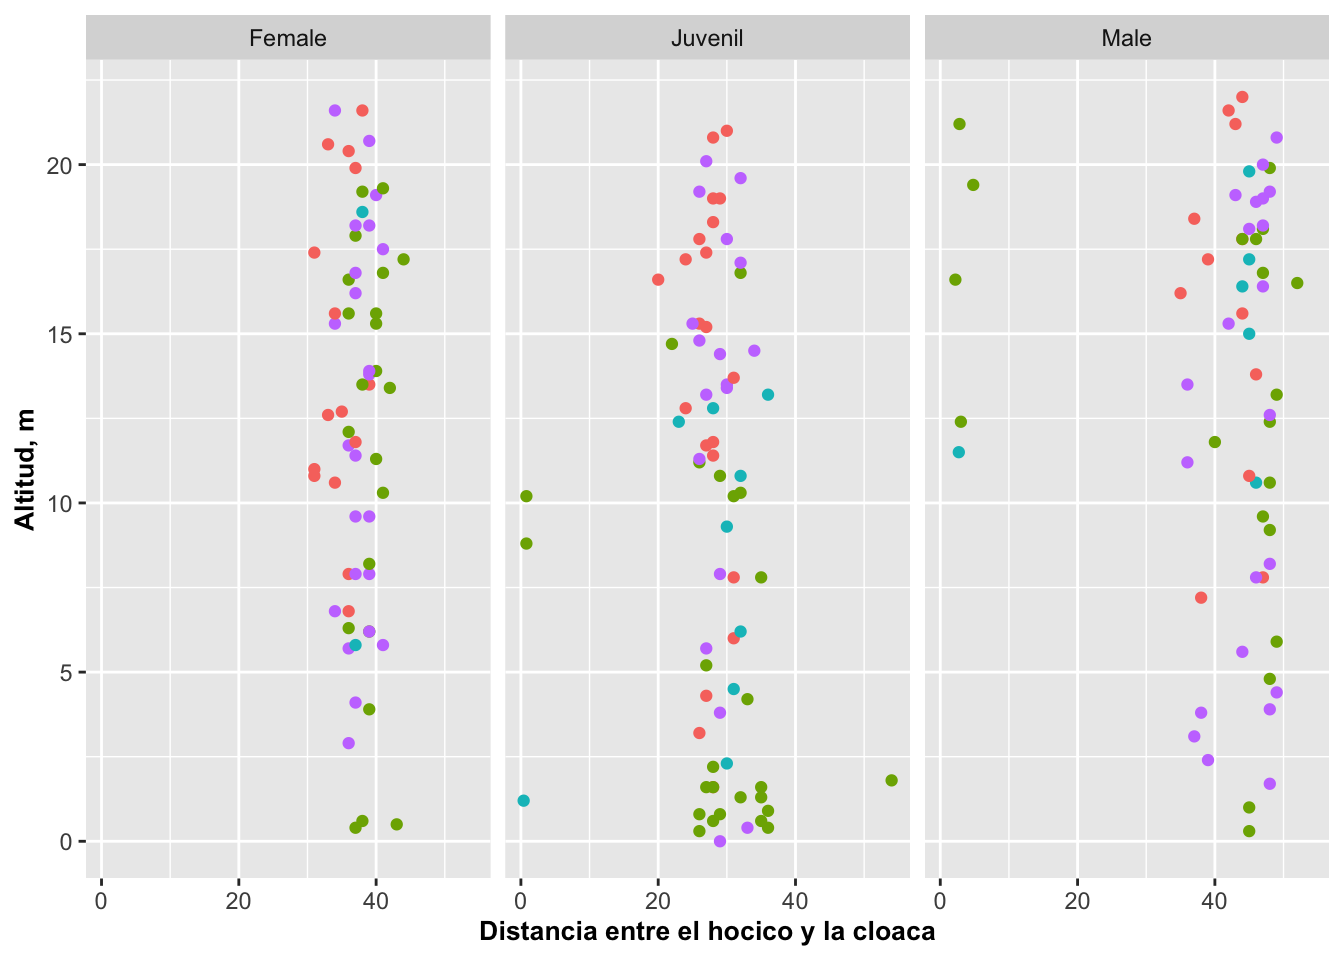 Female Juvenil Male
20
15
10
5
0
Altitud, m
0 20 40 0 20 40 0 20 40
Distancia entre el hocico y la cloaca